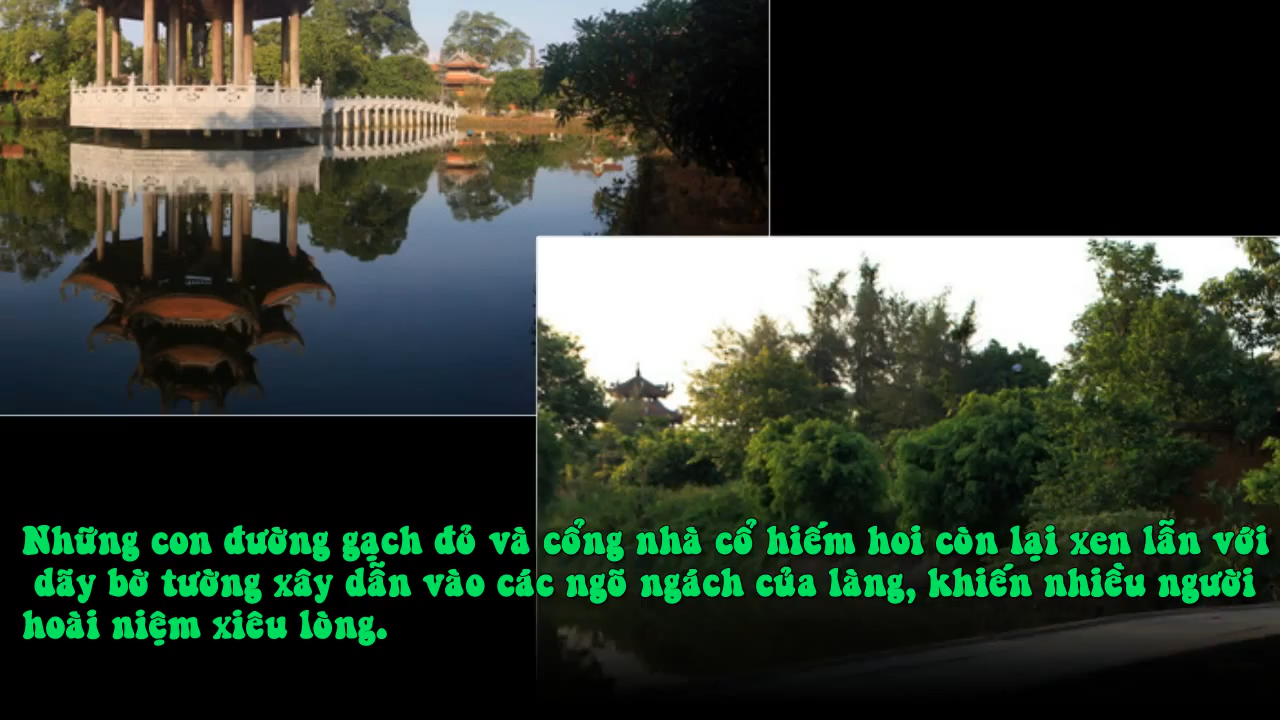 Những con đường gạch đỏ và cổng nhà cổ hiếm hoi còn lại xen lẫn với
dãy bờ tường xây dẫn vào các ngõ ngách của làng, khiến nhiều người
hoài niệm xiêu lòng.